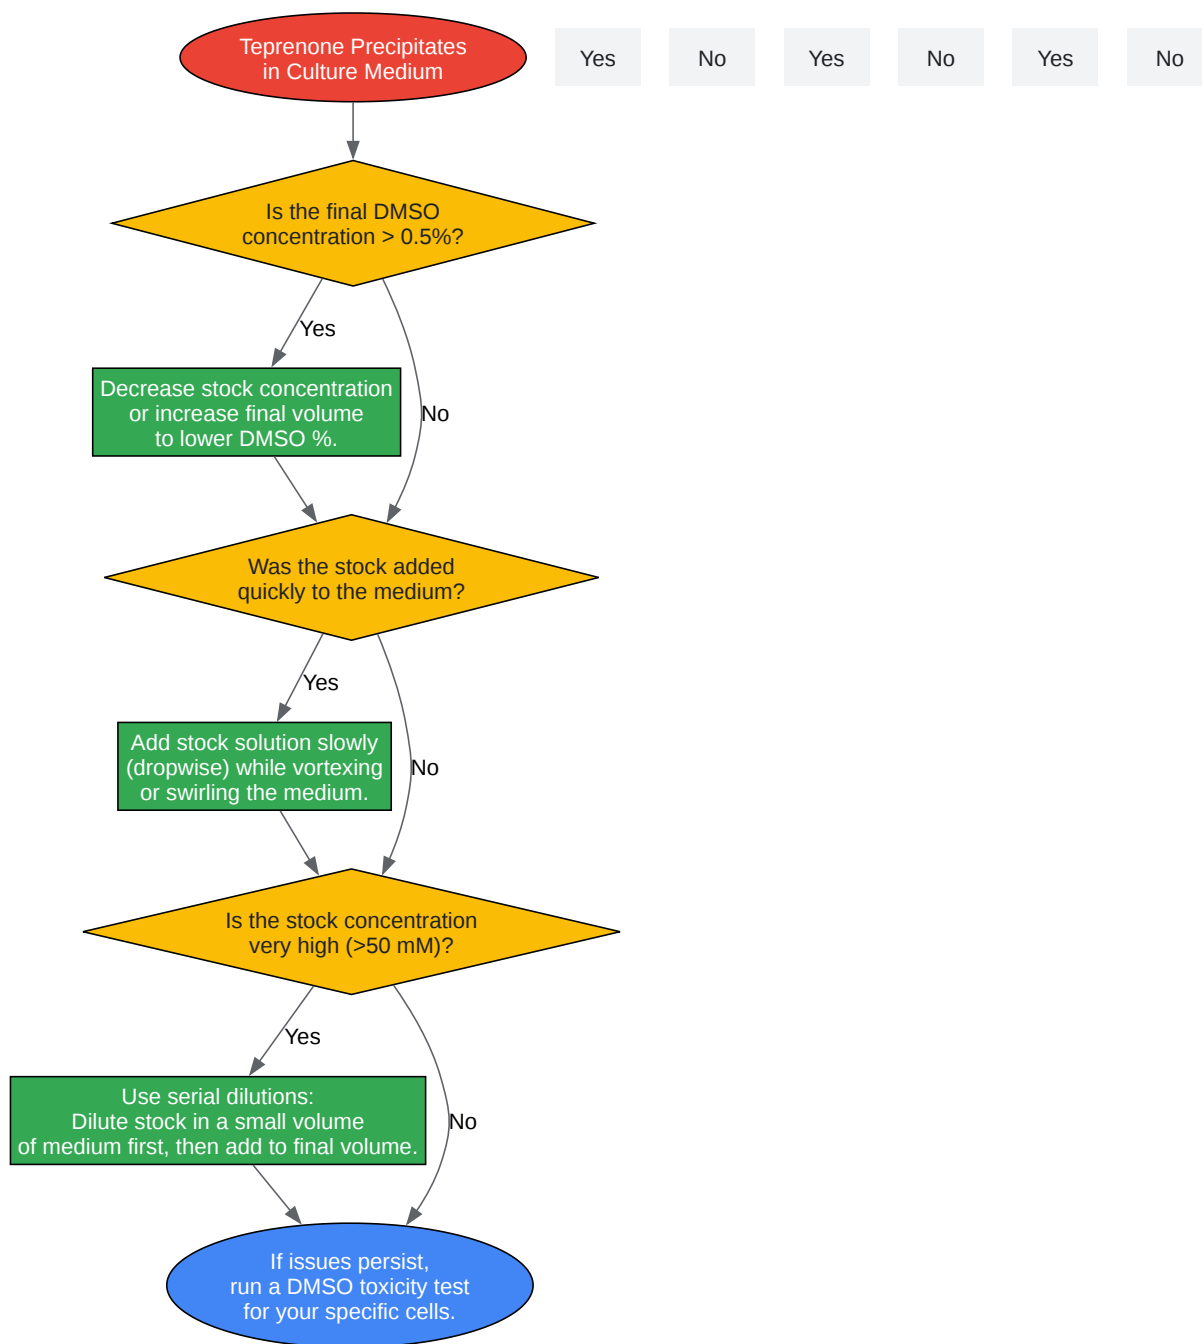 Teprenone Precipitates
in Culture Medium
Yes
No
Yes
No
Yes
No
Is the final DMSO
concentration > 0.5%?
Yes
No
Decrease stock concentration
or increase final volume
to lower DMSO %.
Was the stock added
quickly to the medium?
Yes
No
Add stock solution slowly
(dropwise) while vortexing
or swirling the medium.
Is the stock concentration
very high (>50 mM)?
Yes
No
Use serial dilutions:
Dilute stock in a small volume
of medium first, then add to final volume.
If issues persist,
run a DMSO toxicity test
for your specific cells.